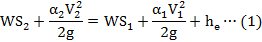 WS₂ + α₂V₂²/2g = WS₁ + α₁V₁²/2g + hₑ ⋯ (1)